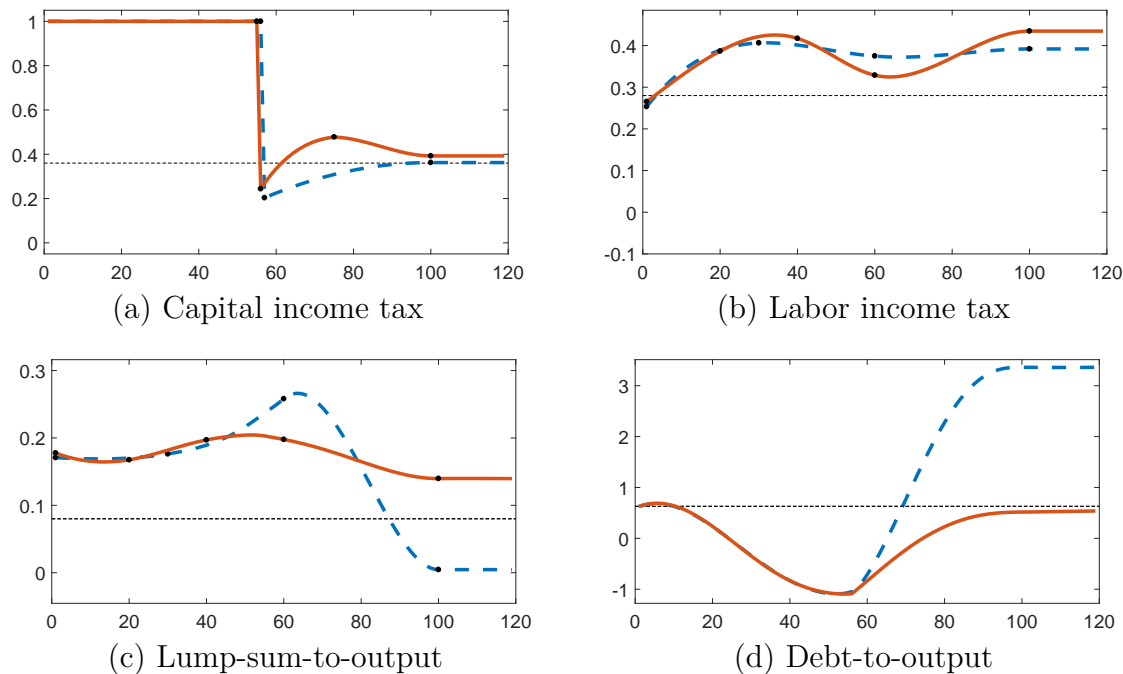 1
0.8
0.6
0.4
0.2
0
0 20 40 60 80 100 120
(a) Capital income tax
0.4
0.3
0.2
0.1
0
-0.1
0 20 40 60 80 100 120
(b) Labor income tax
0.3
0.2
0.1
0
0 20 40 60 80 100 120
(c) Lump-sum-to-output
3
2
1
0
-1
0 20 40 60 80 100 120
(d) Debt-to-output